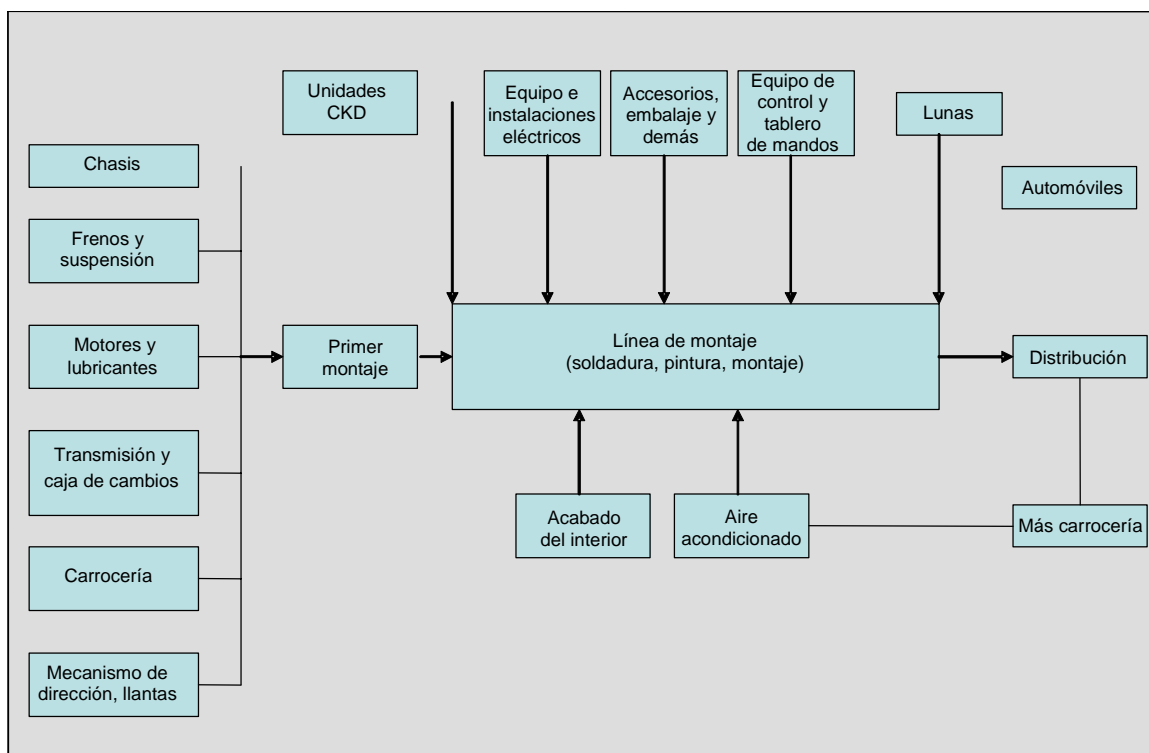 Unidades
CKD
Equipo e
instalaciones
eléctricos
Accesorios,
embalaje y
demás
Equipo de
control y
tablero
de mandos
Lunas
Automóviles
Chasis
Frenos y
suspensión
Motores y
lubricantes
Transmisión y
caja de cambios
Carrocería
Mecanismo de
dirección, llantas
Primer
montaje
Línea de montaje
(soldadura, pintura, montaje)
Distribución
Acabado
del interior
Aire
acondicionado
Más carrocería